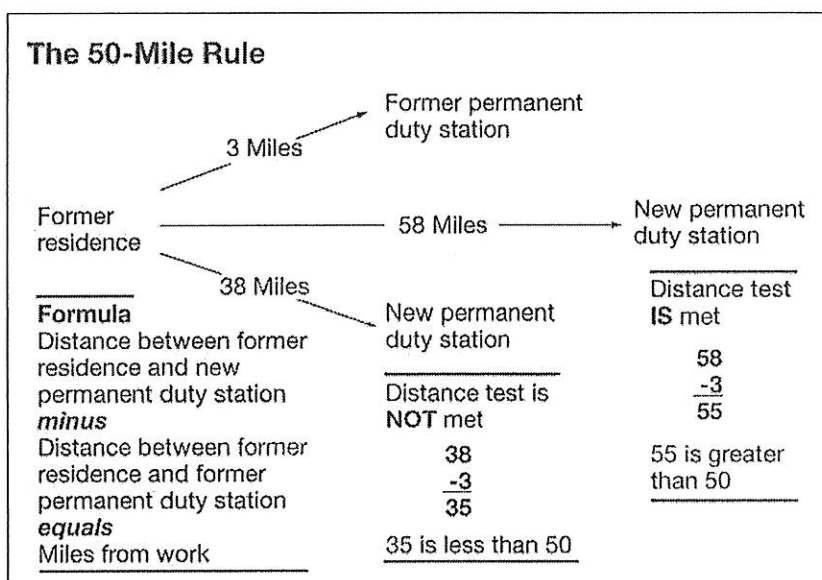 The 50-Mile Rule
Former permanent
duty station
3 Miles
Former
residence
58 Miles
New permanent
duty station
38 Miles
New permanent
duty station
Formula
Distance between former
residence and new
permanent duty station
minus
Distance between former
residence and former
permanent duty station
equals
Miles from work
Distance test is
NOT met
38
-3
35
35 is less than 50
Distance test
IS met
58
-3
55
55 is greater
than 50